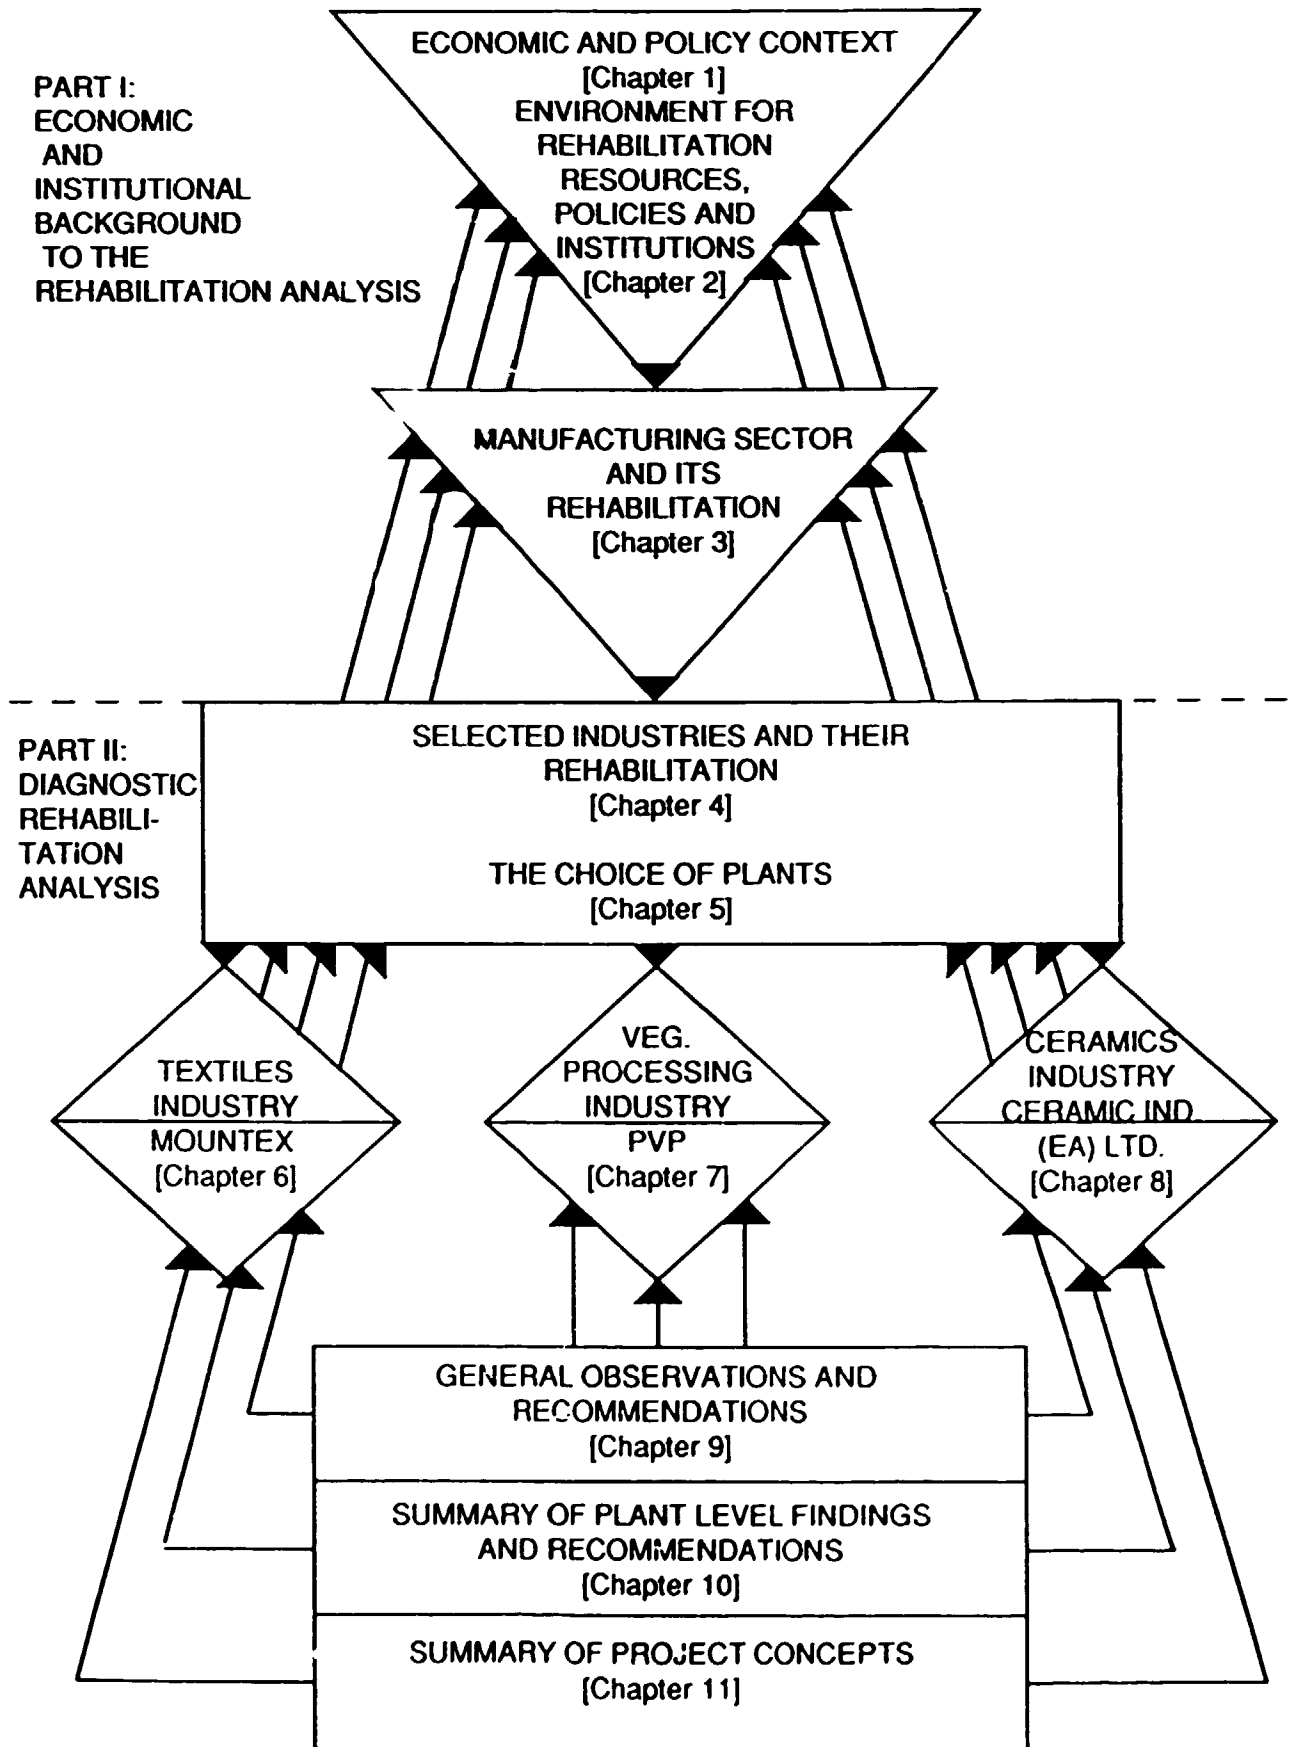 PART I:
ECONOMIC
AND
INSTITUTIONAL
BACKGROUND
TO THE
REHABILITATION ANALYSIS
ECONOMIC AND POLICY CONTEXT
[Chapter 1]
ENVIRONMENT FOR
REHABILITATION
RESOURCES,
POLICIES AND
INSTITUTIONS
[Chapter 2]
MANUFACTURING SECTOR
AND ITS
REHABILITATION
[Chapter 3]
PART II:
DIAGNOSTIC
REHABILI-
TATION
ANALYSIS
SELECTED INDUSTRIES AND THEIR
REHABILITATION
[Chapter 4]
THE CHOICE OF PLANTS
[Chapter 5]
TEXTILES
INDUSTRY
MOUNTEX
[Chapter 6]
VEG.
PROCESSING
INDUSTRY
PVP
[Chapter 7]
CERAMICS
INDUSTRY
CERAMIC IND.
(EA) LTD.
[Chapter 8]
GENERAL OBSERVATIONS AND
RECOMMENDATIONS
[Chapter 9]
SUMMARY OF PLANT LEVEL FINDINGS
AND RECOMMENDATIONS
[Chapter 10]
SUMMARY OF PROJECT CONCEPTS
[Chapter 11]